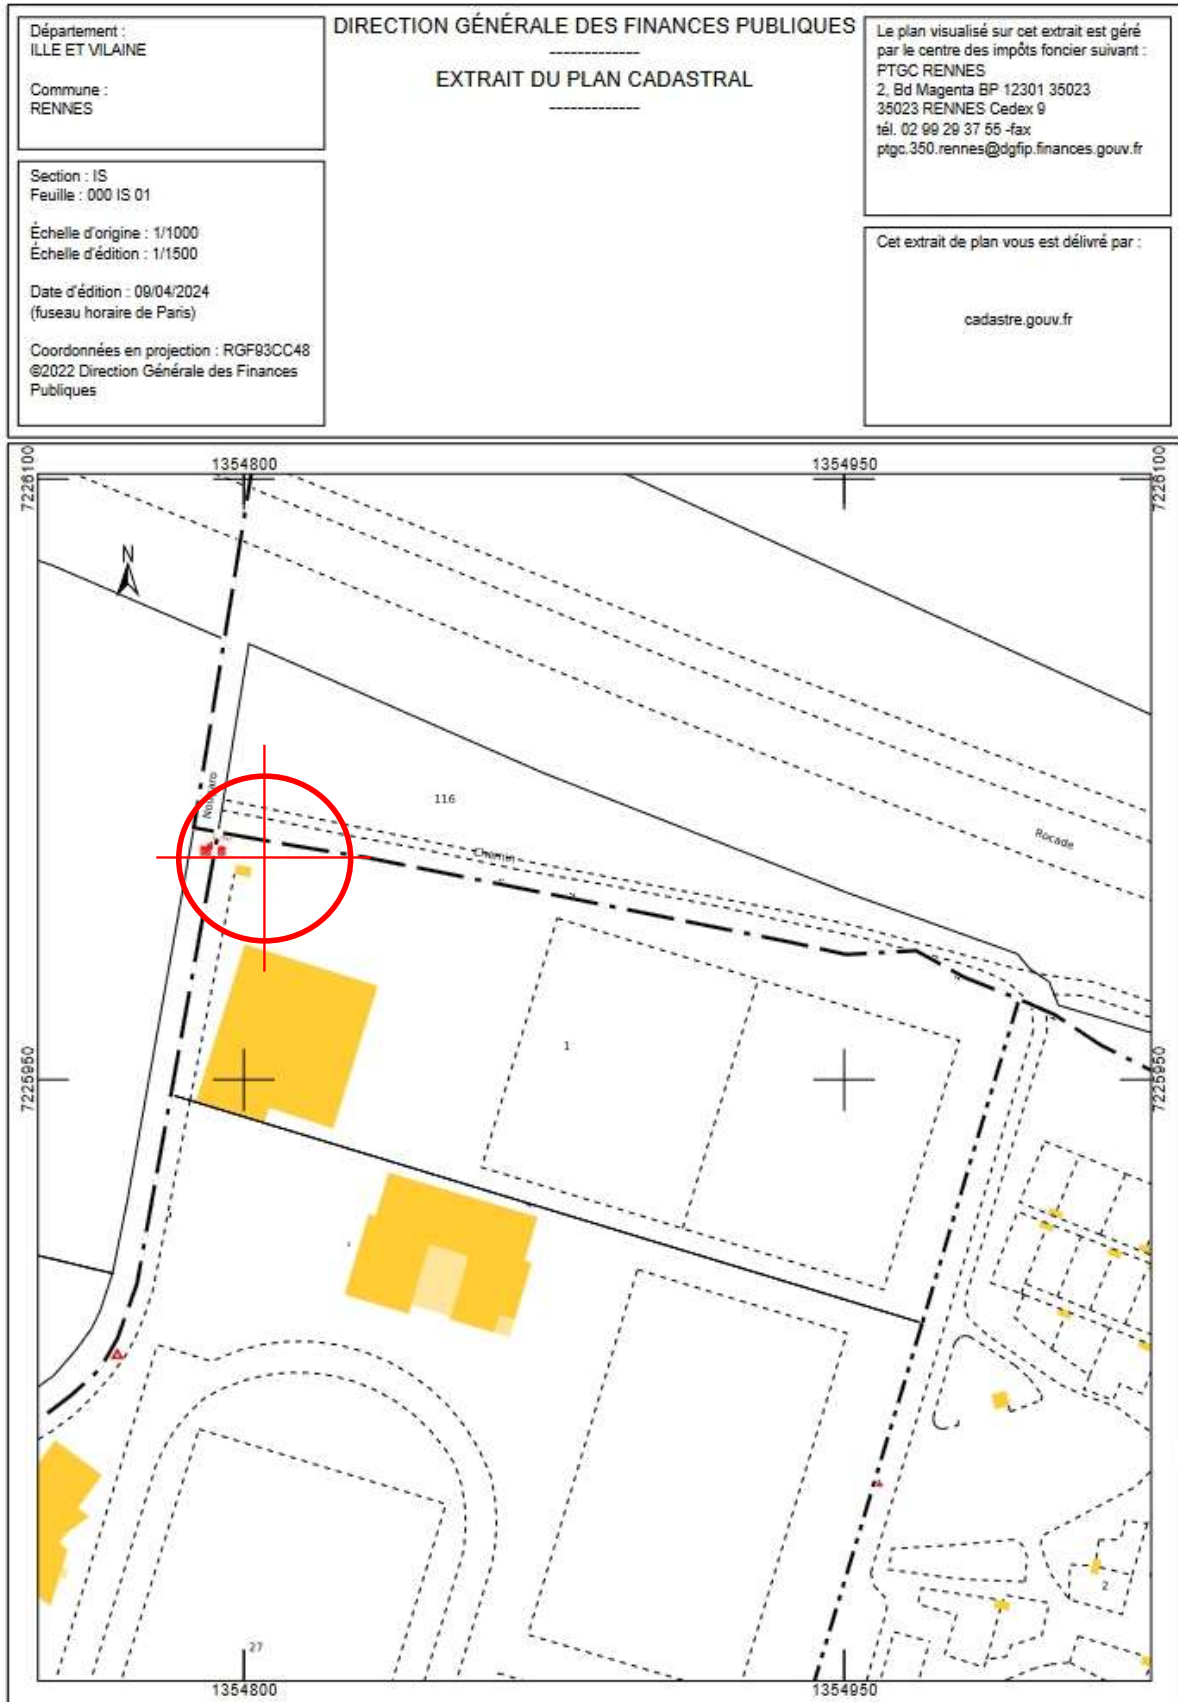 Département :
ILLE ET VILAINE
Commune :
RENNES
Section : IS
Feuille : 000 IS 01
Échelle d'origine : 1/1000
Échelle d'édition : 1/1500
Date d'édition : 09/04/2024
(fuseau horaire de Paris)
Coordonnées en projection : RGF93CC48
©2022 Direction Générale des Finances
Publiques
DIRECTION GÉNÉRALE DES FINANCES PUBLIQUES
-------------
EXTRAIT DU PLAN CADASTRAL
-------------
Le plan visualisé sur cet extrait est géré
par le centre des impôts foncier suivant :
PTGC RENNES
2, Bd Magenta BP 12301 35023
35023 RENNES Cedex 9
tél. 02 99 29 37 55 -fax
ptgc.350.rennes@dgfip.finances.gouv.fr
Cet extrait de plan vous est délivré par :
cadastre.gouv.fr
1354800
1354950
7226100
7226100
N
116
Rocade
Chemin
1
7225950
7225950
2
27
1354800
1354950